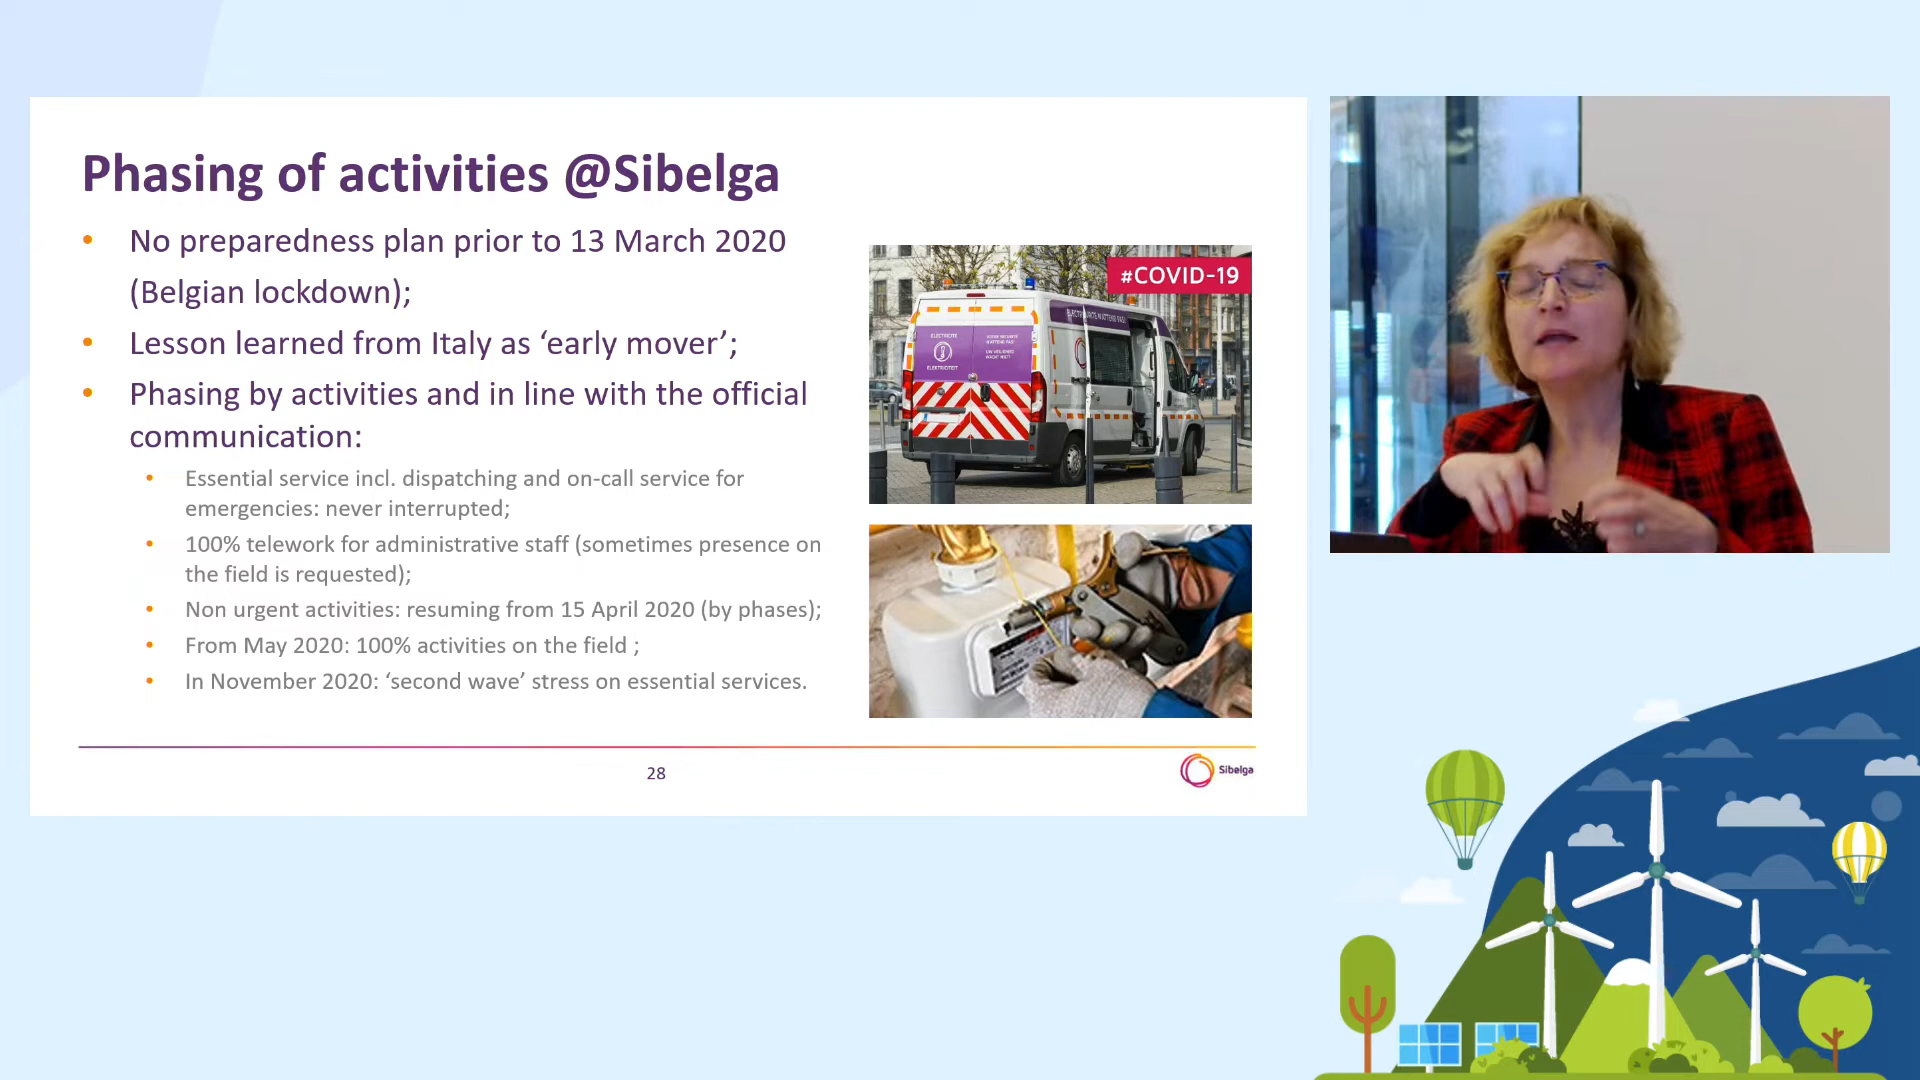 Phasing of activities @Sibelga
• No preparedness plan prior to 13 March 2020
(Belgian lockdown);
• Lesson learned from Italy as ‘early mover’;
• Phasing by activities and in line with the official
communication:
• Essential service incl. dispatching and on-call service for
emergencies: never interrupted;
• 100% telework for administrative staff (sometimes presence on
the field is requested);
• Non urgent activities: resuming from 15 April 2020 (by phases);
• From May 2020: 100% activities on the field ;
• In November 2020: ‘second wave’ stress on essential services.
#COVID-19
ELECTRICITE
ELEKTRICITEIT
28
Sibelga